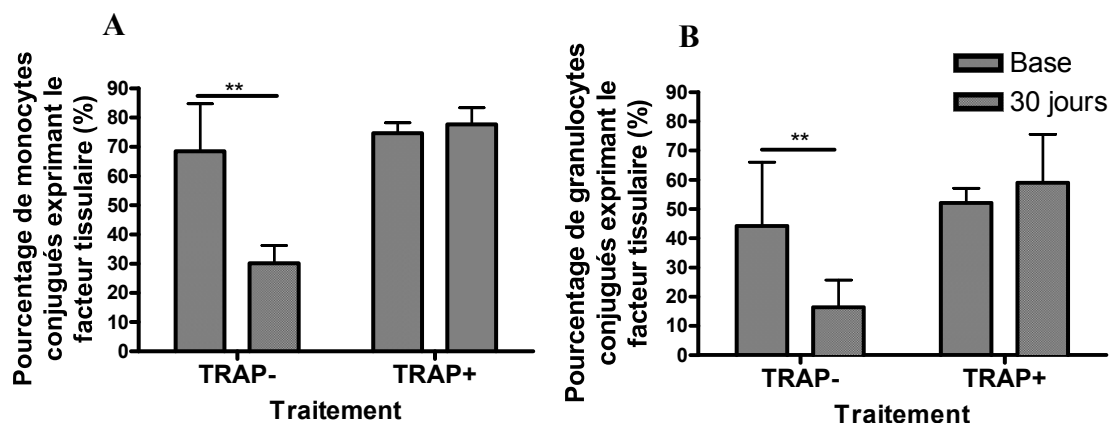 A
Pourcentage de monocytes
conjugués exprimant le
facteur tissulaire (%)
90
80
70
60
50
40
30
20
10
0
**
TRAP-
TRAP+
Traitement
B
Base
30 jours
Pourcentage de granulocytes
conjugués exprimant le
facteur tissulaire (%)
90
80
70
60
50
40
30
20
10
0
**
TRAP-
TRAP+
Traitement